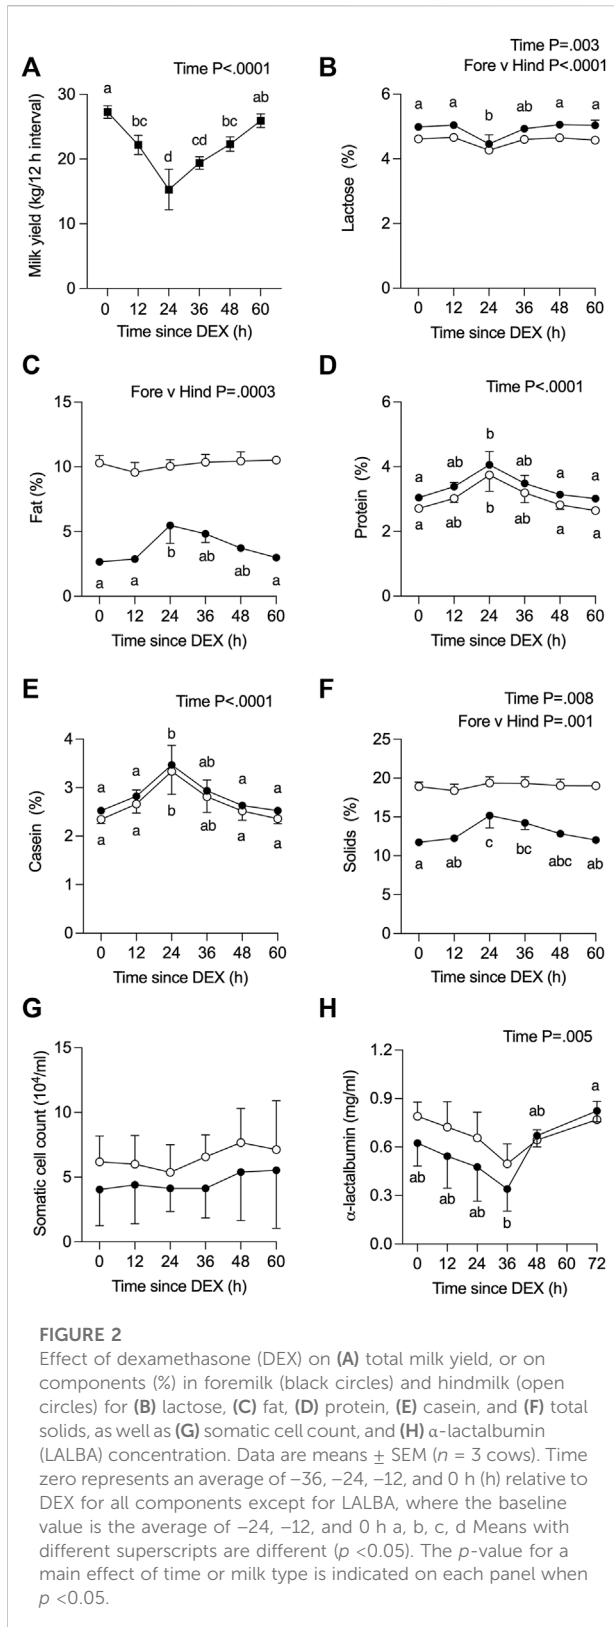 A
Time P<.0001
Milk yield (kg/12 h interval)
30
20
10
0
a
bc
d
cd
bc
ab
0 12 24 36 48 60
Time since DEX (h)
B
Time P=.003
Fore v Hind P<.0001
Lactose (%)
6
4
2
0
a a b ab a a
0 12 24 36 48 60
Time since DEX (h)
C
Fore v Hind P=.0003
Fat (%)
15
10
5
0
a a b ab ab a
0 12 24 36 48 60
Time since DEX (h)
D
Time P<.0001
Protein (%)
6
4
2
0
a ab b ab a a
a ab b ab a a
0 12 24 36 48 60
Time since DEX (h)
E
Time P<.0001
Casein (%)
4
3
2
1
0
a a b ab a a
a a b ab a a
0 12 24 36 48 60
Time since DEX (h)
F
Time P=.008
Fore v Hind P=.001
Solids (%)
25
20
15
10
5
0
a ab c bc abc ab
0 12 24 36 48 60
Time since DEX (h)
G
Somatic cell count (10⁴/ml)
15
10
5
0
0 12 24 36 48 60
Time since DEX (h)
H
Time P=.005
α-lactalbumin (mg/ml)
1.2
0.9
0.6
0.3
0.0
ab ab ab b ab a
0 12 24 36 48 60 72
Time since DEX (h)
FIGURE 2
Effect of dexamethasone (DEX) on (A) total milk yield, or on
components (%) in foremilk (black circles) and hindmilk (open
circles) for (B) lactose, (C) fat, (D) protein, (E) casein, and (F) total
solids, as well as (G) somatic cell count, and (H) α-lactalbumin
(LALBA) concentration. Data are means ± SEM (n = 3 cows). Time
zero represents an average of −36, −24, −12, and 0 h (h) relative to
DEX for all components except for LALBA, where the baseline
value is the average of −24, −12, and 0 h a, b, c, d Means with
different superscripts are different (p <0.05). The p-value for a
main effect of time or milk type is indicated on each panel when
p <0.05.